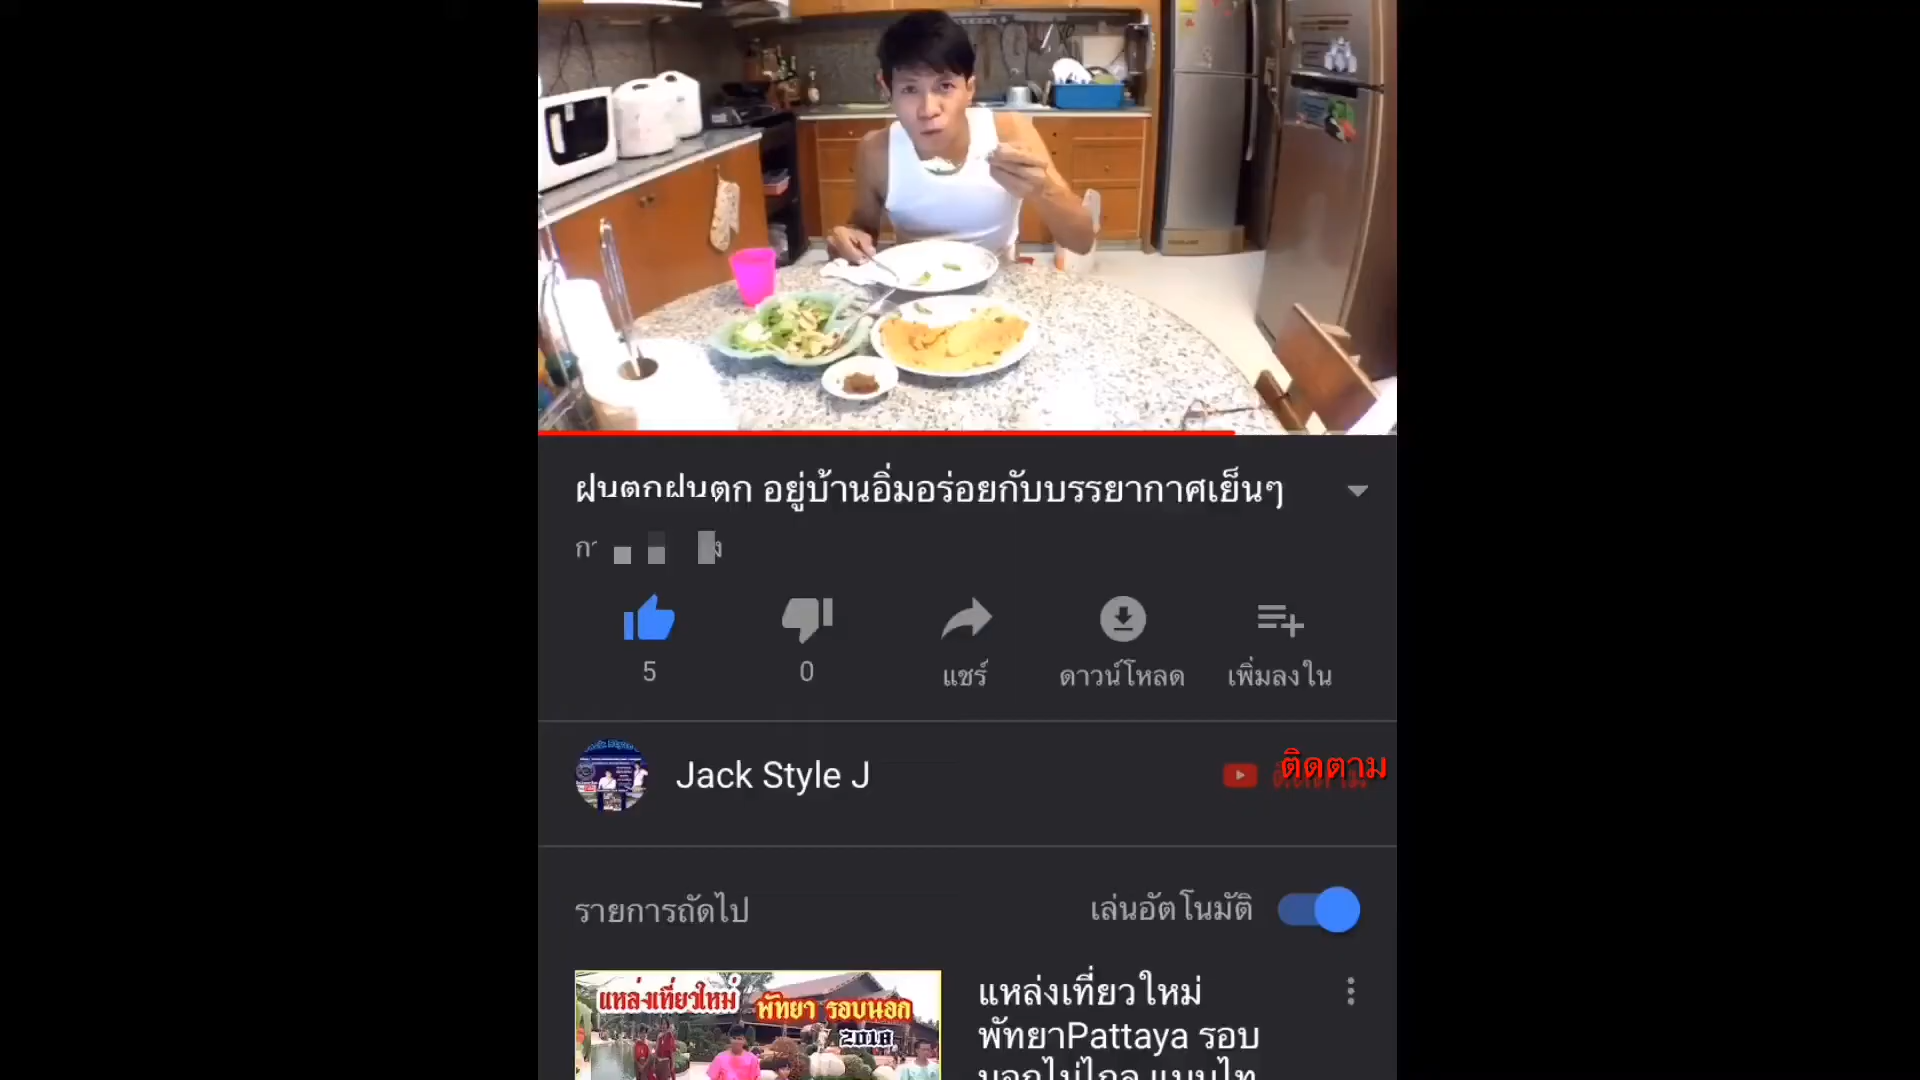 ฝนตกฝนตก อยู่บ้านอิ่มอร่อยกับบรรยากาศเย็นๆ
5
0
แชร์
ดาวน์โหลด
เพิ่มลงใน
Jack Style J
ติดตาม
รายการถัดไป
เล่นอัตโนมัติ
แหล่งเที่ยวใหม่
พัทยา รอบนอก
2018
แหล่งเที่ยวใหม่
พัทยาPattaya รอบ